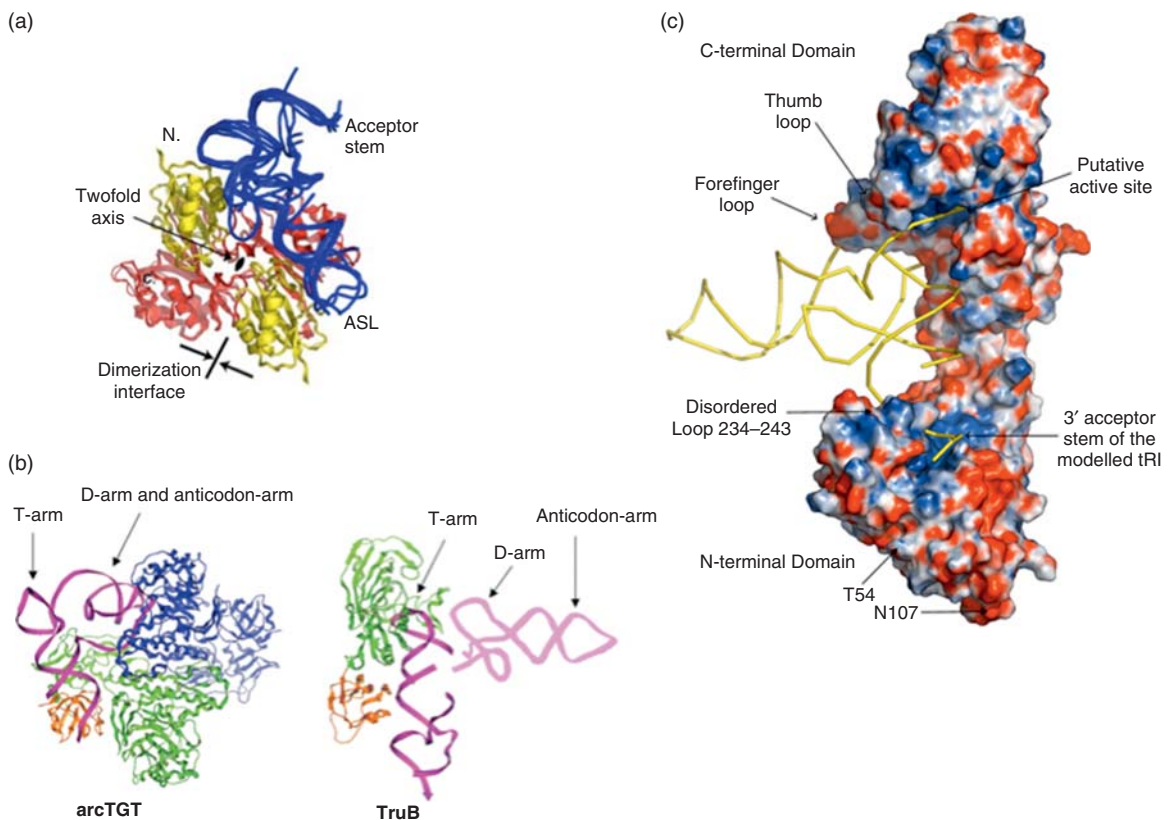 (a)
N.
Acceptor
stem
Twofold
axis
C.
ASL
Dimerization
interface
(b)
D-arm and anticodon-arm
T-arm
T-arm
Anticodon-arm
D-arm
arcTGT
TruB
(c)
C-terminal Domain
Thumb
loop
Putative
active site
Forefinger
loop
Disordered
Loop 234–243
3′ acceptor
stem of the
modelled tRI
N-terminal Domain
T54
N107